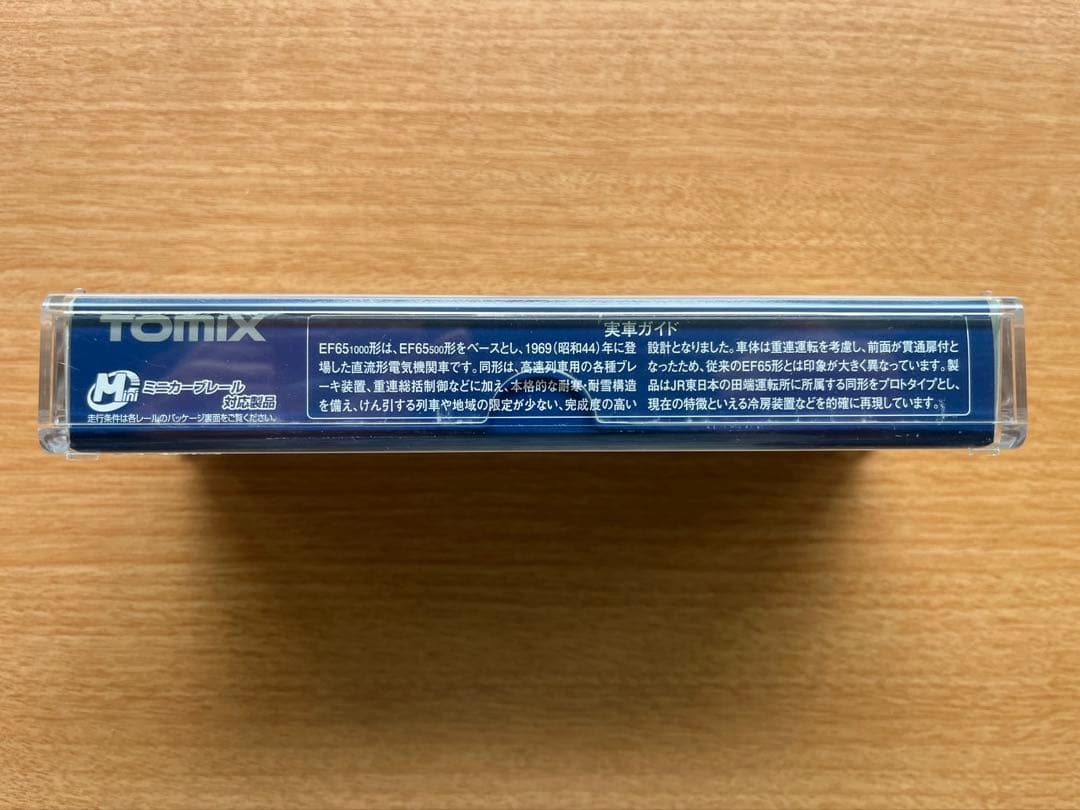 TOMIX
Mini
ミニカーブレール
対応製品
走行条件は各レールのパッケージ裏面をご覧ください。
実車ガイド
EF651000形は、EF65500形をベースとし、1969(昭和44)年に登
場した直流形電気機関車です。同形は、高速列車用の各種ブレ
ーキ装置、重連総括制御などに加え、本格的な耐寒・耐雪構造
を備え、けん引する列車や地域の限定が少ない、完成度の高い
設計となりました。車体は重連運転を考慮し、前面が貫通扉付と
なったため、従来のEF65形とは印象が大きく異なっています。製
品はJR東日本の田端運転所に所属する同形をプロトタイプとし、
現在の特徴といえる冷房装置などを的確に再現しています。